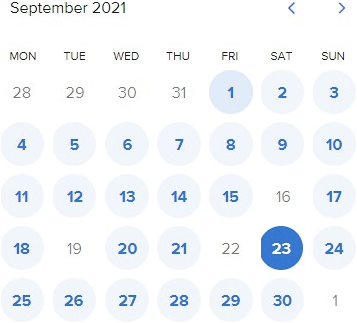 September 2021
MON TUE WED THU FRI SAT SUN
28 29 30 31 1 2 3
4 5 6 7 8 9 10
11 12 13 14 15 16 17
18 19 20 21 22 23 24
25 26 27 28 29 30 1